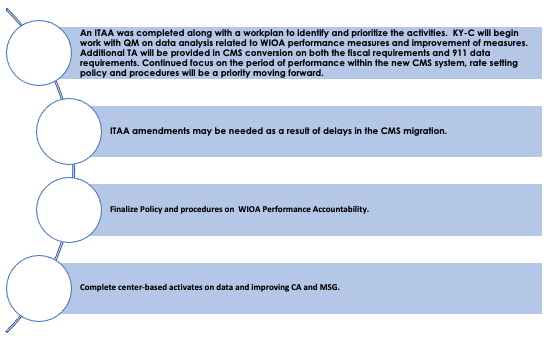 An ITAA was completed along with a workplan to identify and prioritize the activities.  KY-C will begin
work with QM on data analysis related to WIOA performance measures and improvement of measures.
Additional TA will be provided in CMS conversion on both the fiscal requirements and 911 data
requirements. Continued focus on the period of performance within the new CMS system, rate setting
policy and procedures will be a priority moving forward.
ITAA amendments may be needed as a result of delays in the CMS migration.
Finalize Policy and procedures on  WIOA Performance Accountability.
Complete center-based activates on data and improving CA and MSG.